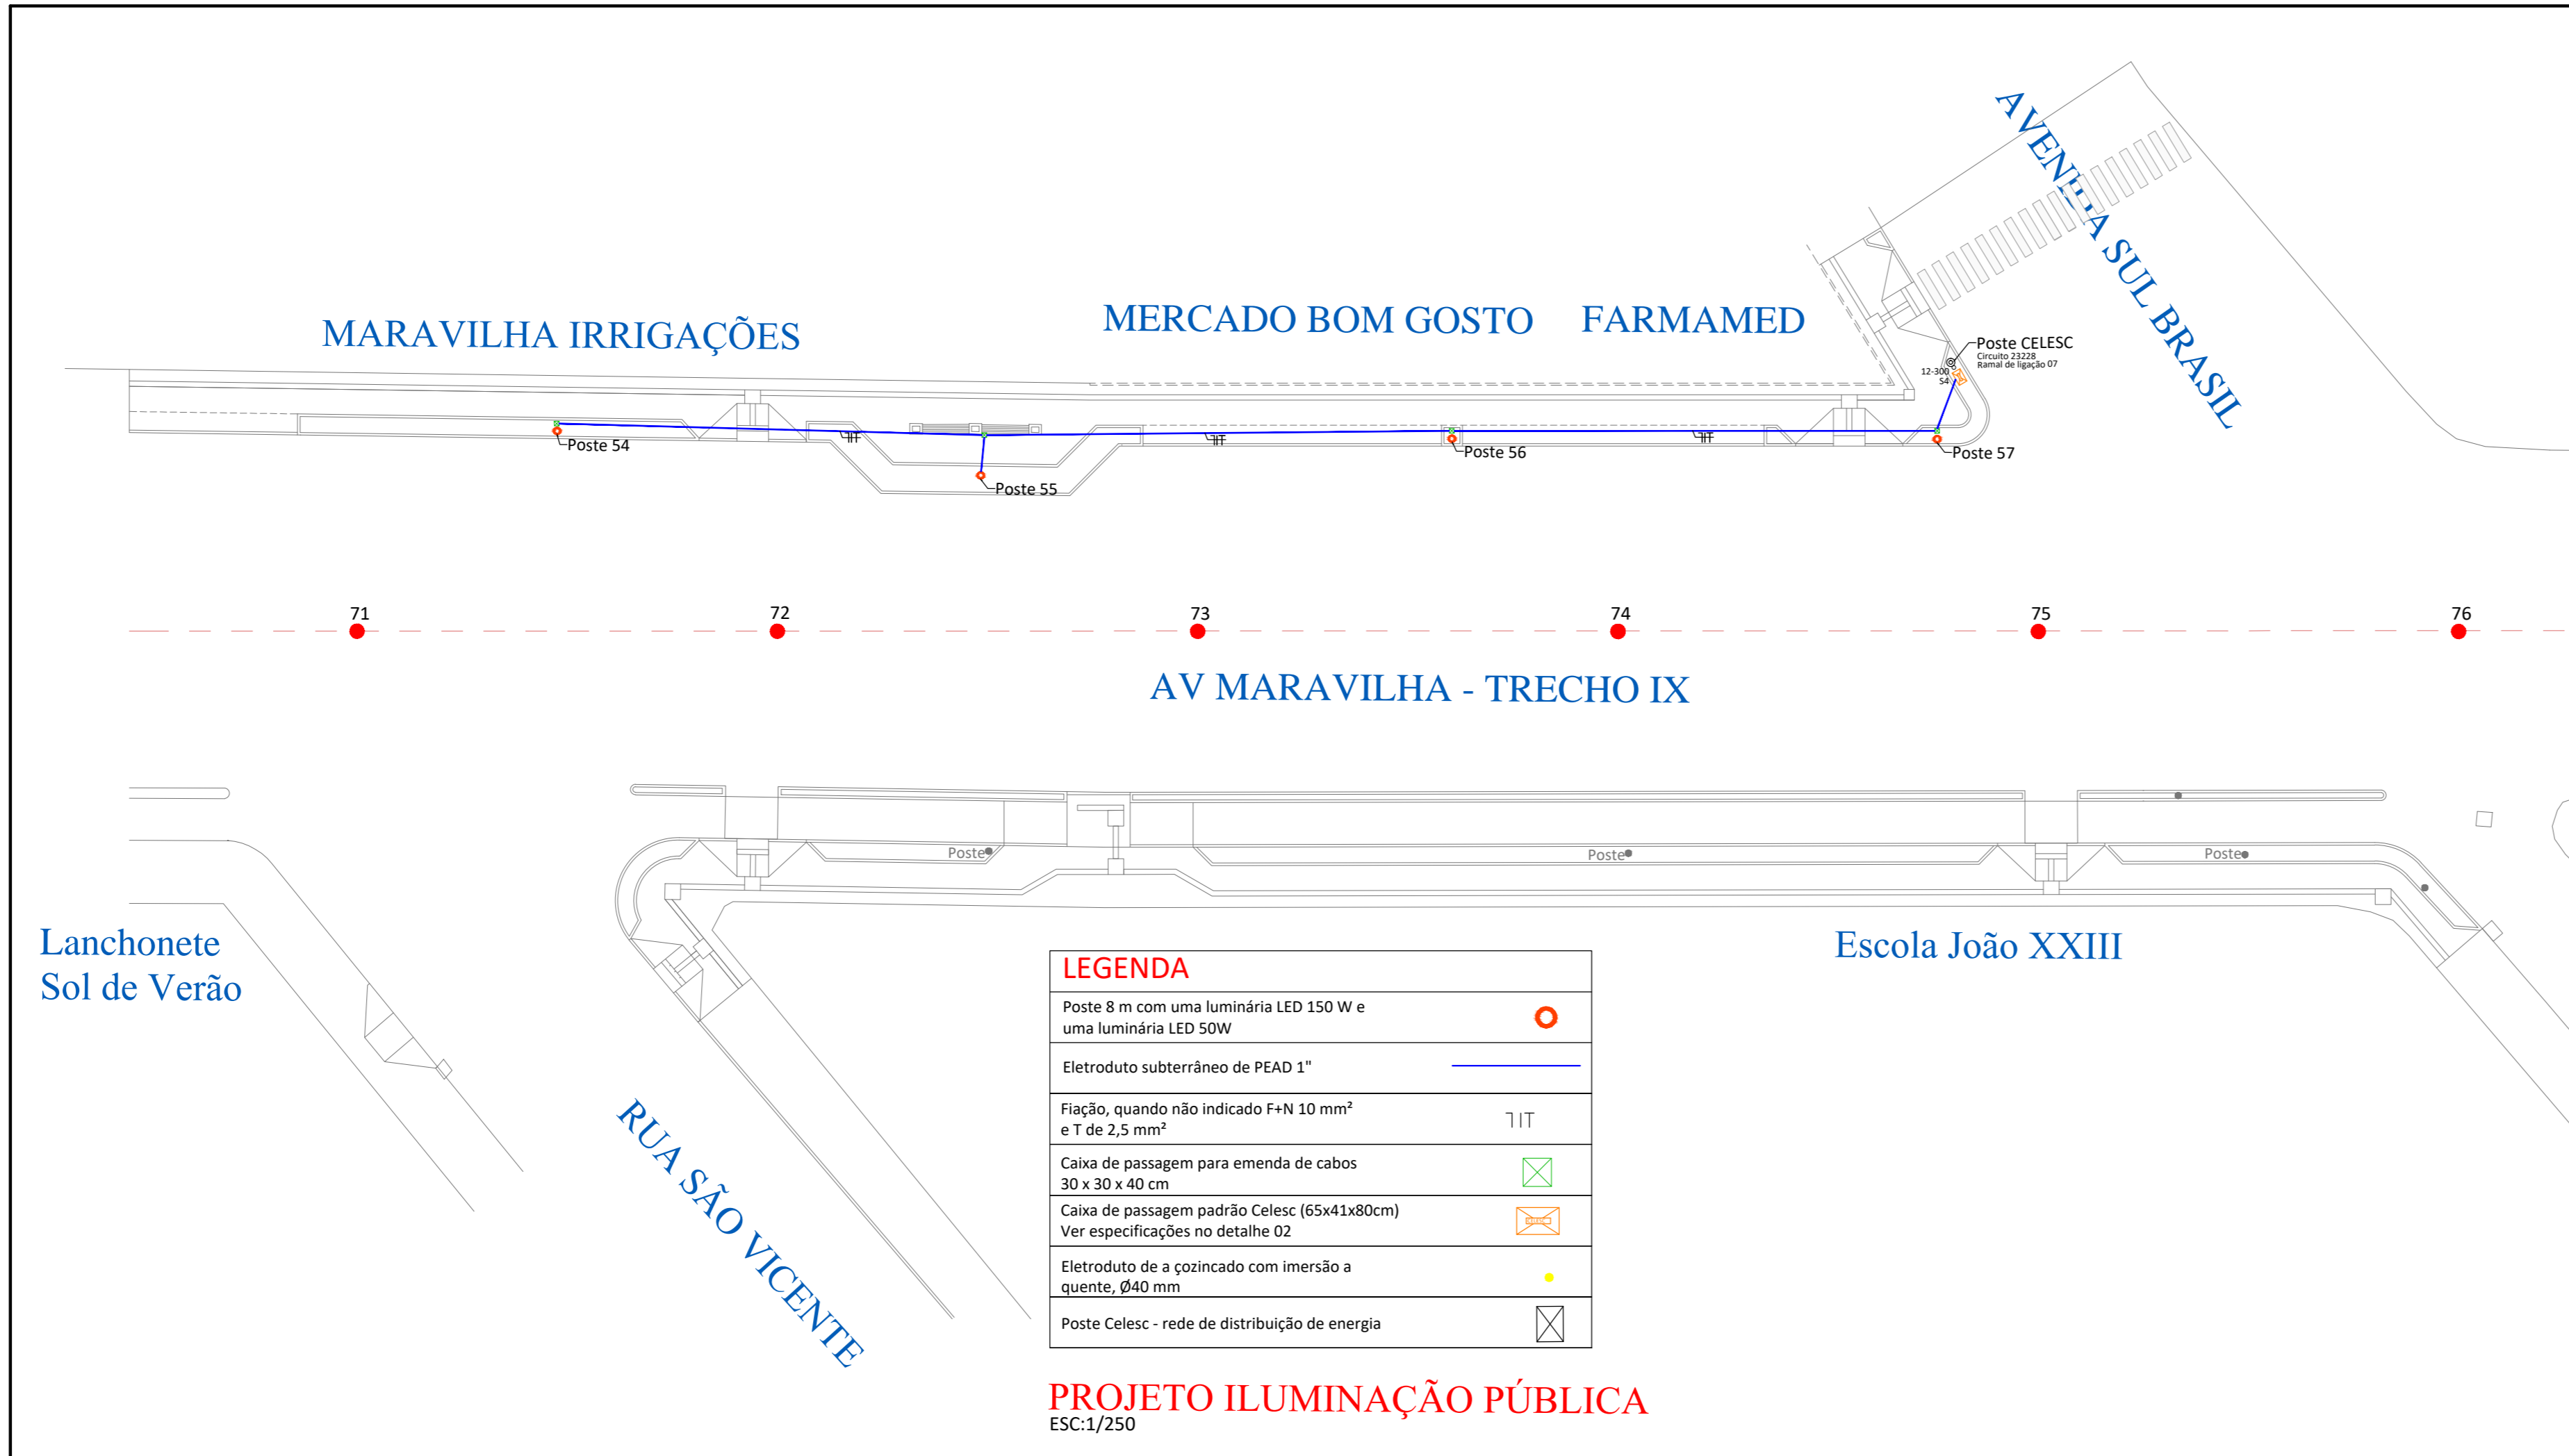 AVENIDA SUL BRASIL
MARAVILHA IRRIGAÇÕES
MERCADO BOM GOSTO
FARMAMED
Poste CELESC
Circuito 23228
Ramal de ligação 07
12-300
S4
Poste 54
Poste 55
Poste 56
Poste 57
71
72
73
74
75
76
AV MARAVILHA - TRECHO IX
Poste
Poste
Poste
Lanchonete
Sol de Verão
Escola João XXIII
RUA SÃO VICENTE
LEGENDA
Poste 8 m com uma luminária LED 150 W e
uma luminária LED 50W
Eletroduto subterrâneo de PEAD 1"
Fiação, quando não indicado F+N 10 mm²
e T de 2,5 mm²
Caixa de passagem para emenda de cabos
30 x 30 x 40 cm
Caixa de passagem padrão Celesc (65x41x80cm)
Ver especificações no detalhe 02
Eletroduto de a çozincado com imersão a
quente, Ø40 mm
Poste Celesc - rede de distribuição de energia
PROJETO ILUMINAÇÃO PÚBLICA
ESC:1/250